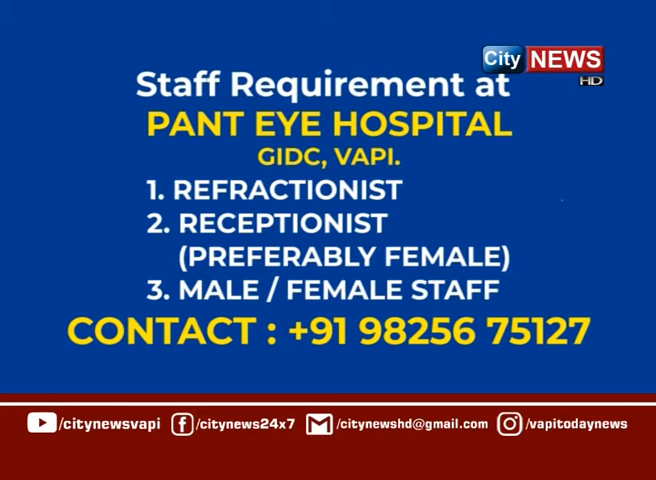 City NEWS
HD
Staff Requirement at
PANT EYE HOSPITAL
GIDC, VAPI.
1. REFRACTIONIST
2. RECEPTIONIST
(PREFERABLY FEMALE)
3. MALE / FEMALE STAFF
CONTACT : +91 98256 75127
/citynewsvapi /citynews24x7 /citynewshd@gmail.com /vapitodaynews